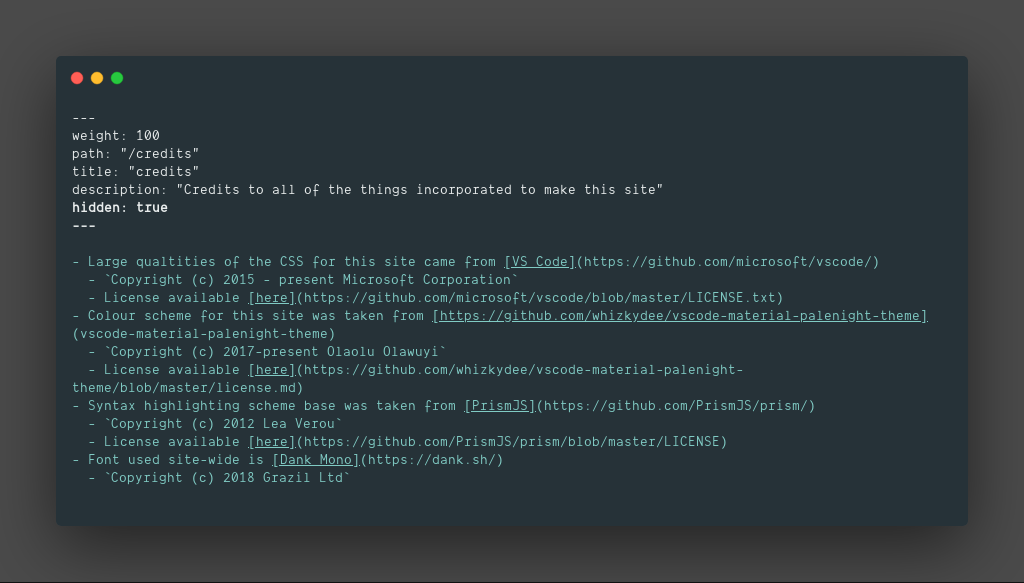 ---
weight: 100
path: "/credits"
title: "credits"
description: "Credits to all of the things incorporated to make this site"
hidden: true
---
- Large qualtities of the CSS for this site came from [VS Code](https://github.com/microsoft/vscode/)
  - `Copyright (c) 2015 - present Microsoft Corporation`
  - License available [here](https://github.com/microsoft/vscode/blob/master/LICENSE.txt)
- Colour scheme for this site was taken from [https://github.com/whizkydee/vscode-material-palenight-theme]
(vscode-material-palenight-theme)
  - `Copyright (c) 2017-present Olaolu Olawuyi`
  - License available [here](https://github.com/whizkydee/vscode-material-palenight-
theme/blob/master/license.md)
- Syntax highlighting scheme base was taken from [PrismJS](https://github.com/PrismJS/prism/)
  - `Copyright (c) 2012 Lea Verou`
  - License available [here](https://github.com/PrismJS/prism/blob/master/LICENSE)
- Font used site-wide is [Dank Mono](https://dank.sh/)
  - `Copyright (c) 2018 Grazil Ltd`